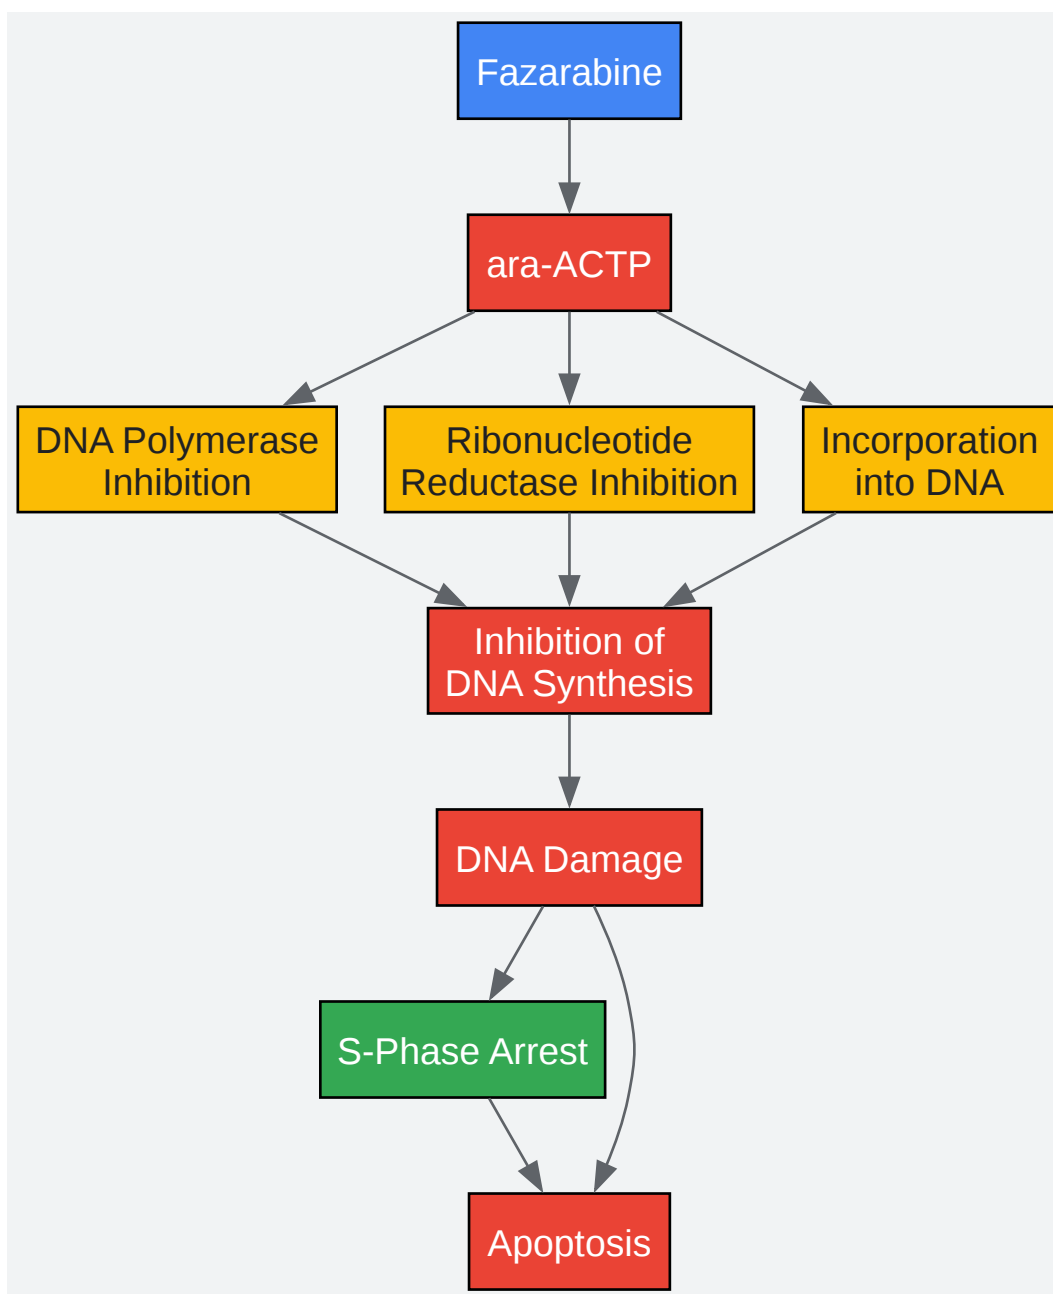 Fazarabine
ara-ACTP
DNA Polymerase
Inhibition
Ribonucleotide
Reductase Inhibition
Incorporation
into DNA
Inhibition of
DNA Synthesis
DNA Damage
S-Phase Arrest
Apoptosis